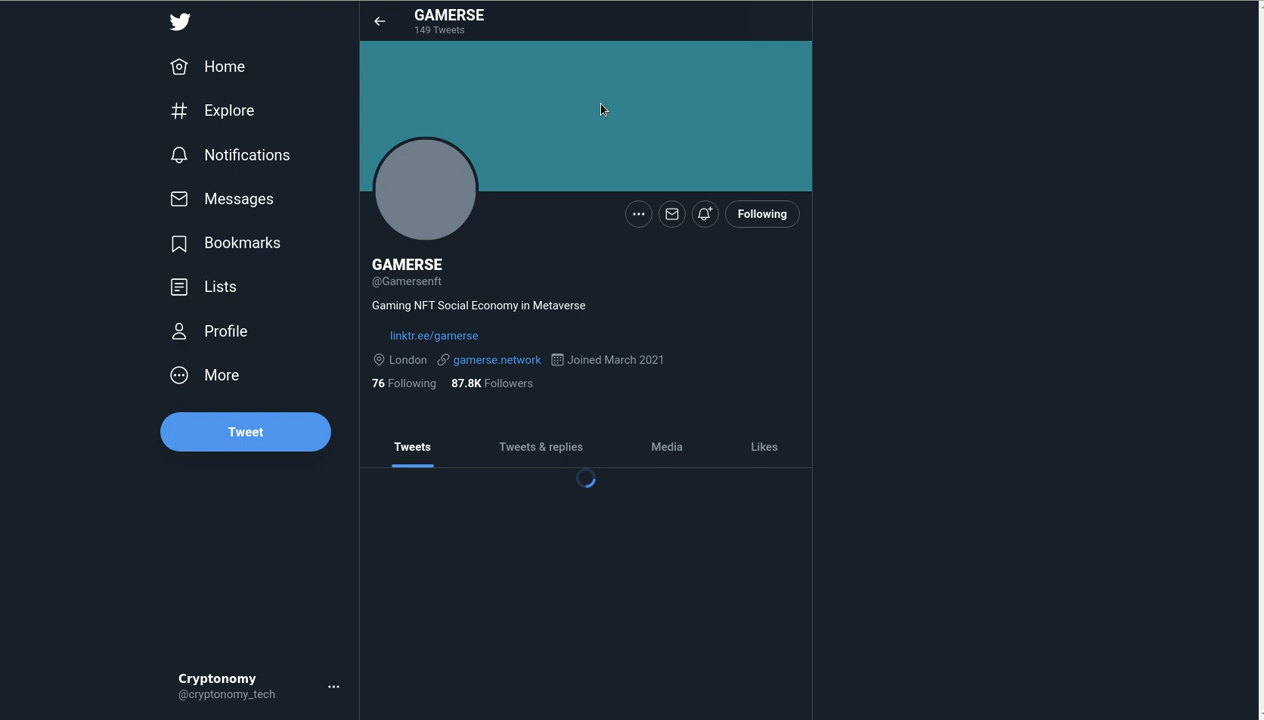 GAMERSE
149 Tweets
Home
Explore
Notifications
Messages
Bookmarks
Lists
Profile
More
Tweet
Cryptonomy
@cryptonomy_tech
Following
GAMERSE
@Gamersenft
Gaming NFT Social Economy in Metaverse
linktr.ee/gamerse
London gamerse.network Joined March 2021
76 Following 87.8K Followers
Tweets Tweets & replies Media Likes